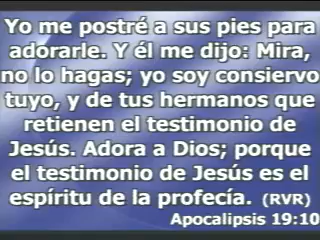 Yo me postré a sus pies para
adorarle. Y él me dijo: Mira,
no lo hagas; yo soy consiervo
tuyo, y de tus hermanos que
retienen el testimonio de
Jesús. Adora a Dios; porque
el testimonio de Jesús es el
espíritu de la profecía. (RVR)
Apocalipsis 19:10